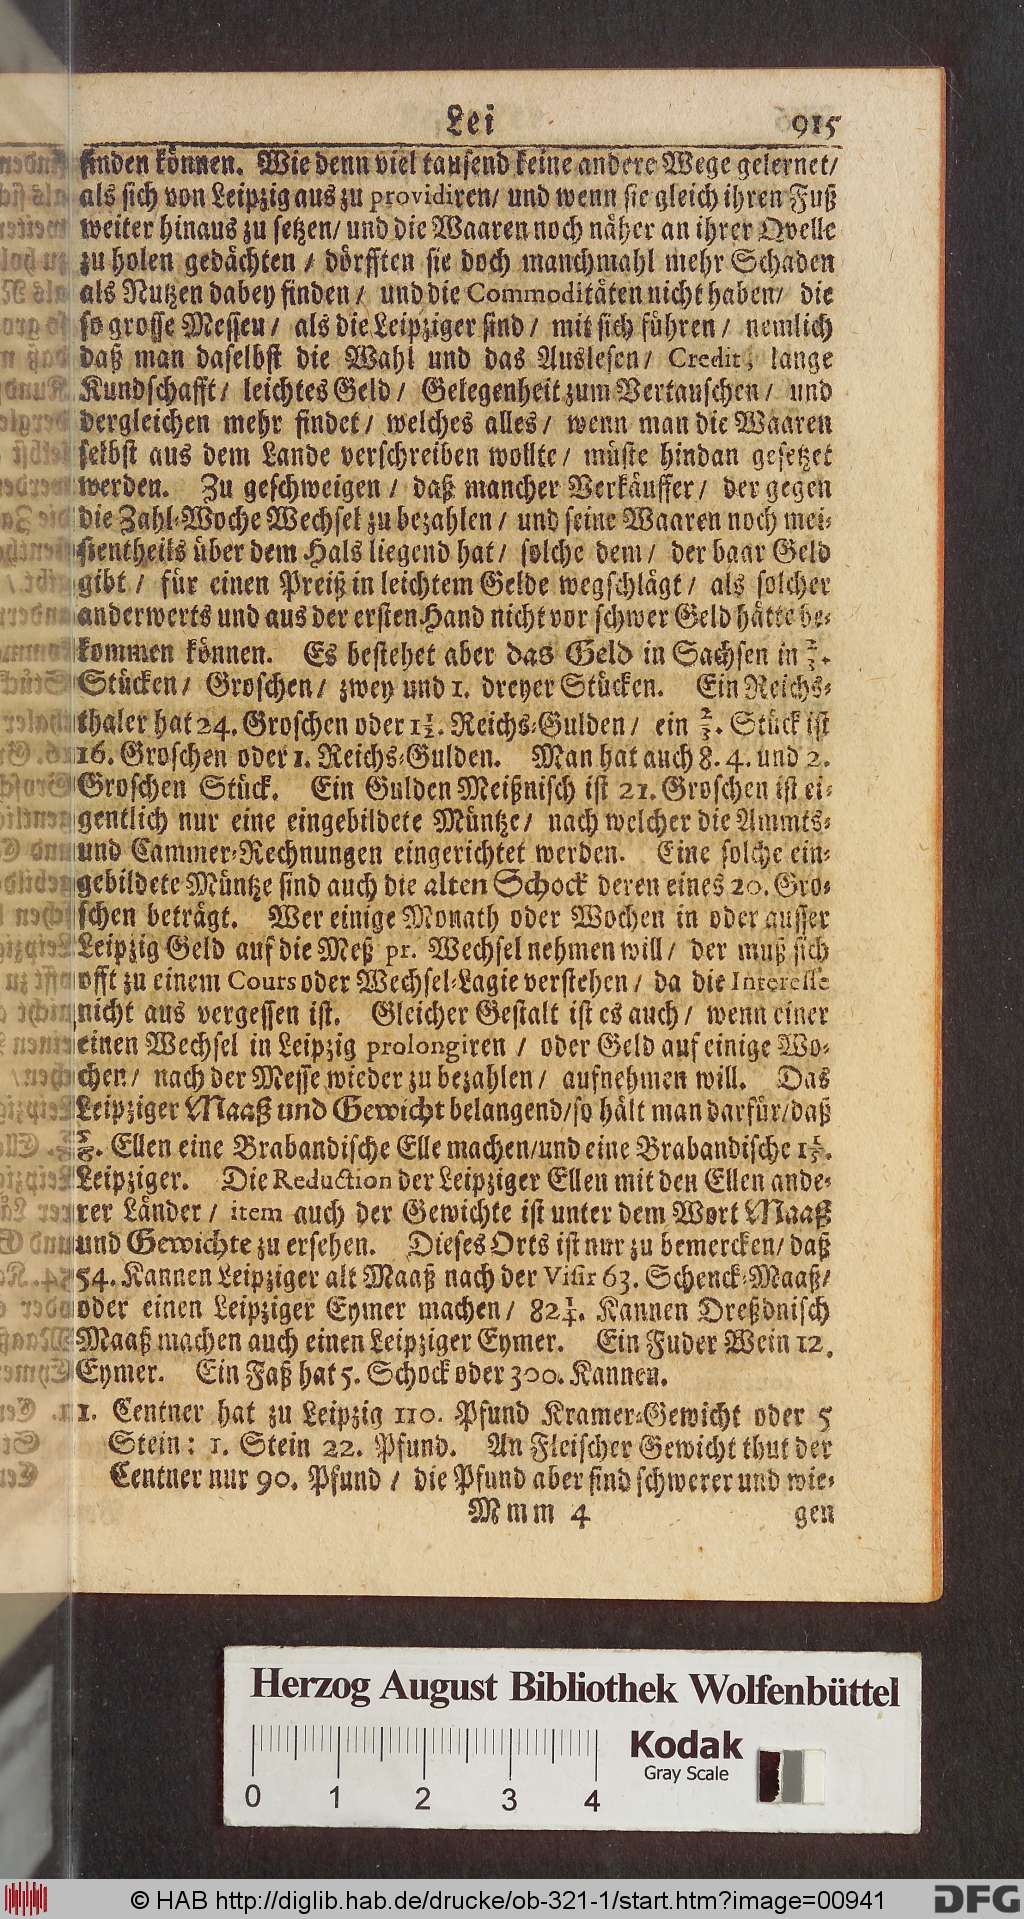 Lei 915
finden können. Wie denn viel tausend keine andere Wege gelernet/
als sich von Leipzig aus zu providiren/ und wenn sie gleich ihren Fuß
weiter hinaus zu setzen/ und die Waaren noch näher an ihrer Qvelle
zu holen gedächten / dörfften sie doch manchmahl mehr Schaden
als Nutzen dabey finden / und die Commoditäten nicht haben/ die
so grosse Messen / als die Leipziger sind / mit sich führen / nemlich
daß man daselbst die Wahl und das Auslesen / Credit, lange
Kundschafft / leichtes Geld / Gelegenheit zum Vertauschen / und
dergleichen mehr findet / welches alles / wenn man die Waaren
selbst aus dem Lande verschreiben wollte / müste hindan gesetzet
werden. Zu geschweigen / daß mancher Verkäuffer / der gegen
die Zahl-Woche Wechsel zu bezahlen / und seine Waaren noch mei-
stentheils über dem Hals liegend hat / solche dem / der baar Geld
gibt / für einen Preiß in leichtem Gelde wegschlägt / als solcher
anderwerts und aus der ersten Hand nicht vor schwer Geld hätte be-
kommen können. Es bestehet aber das Geld in Sachsen in 2/3.
Stücken / Groschen / zwey und 1. dreyer Stücken. Ein Reichs-
thaler hat 24. Groschen oder 1 1/2. Reichs-Gulden / ein 2/3. Stück ist
16. Groschen oder 1. Reichs-Gulden. Man hat auch 8. 4. und 2.
Groschen Stück. Ein Gulden Meißnisch ist 21. Groschen ist ei-
gentlich nur eine eingebildete Müntze / nach welcher die Ammts-
und Cammer-Rechnungen eingerichtet werden. Eine solche ein-
gebildete Müntze sind auch die alten Schock deren eines 20. Gro-
schen beträgt. Wer einige Monath oder Wochen in oder ausser
Leipzig Geld auf die Meß pr. Wechsel nehmen will / der muß sich
offt zu einem Cours oder Wechsel-Lagie verstehen / da die Interesse
nicht aus vergessen ist. Gleicher Gestalt ist es auch / wenn einer
einen Wechsel in Leipzig prolongiren / oder Geld auf einige Wo-
chen / nach der Messe wieder zu bezahlen / aufnehmen will. Das
Leipziger Maaß und Gewicht belangend/so hält man darfür/daß
Ellen eine Brabandische Elle machen/und eine Brabandische
Leipziger. Die Reduction der Leipziger Ellen mit den Ellen ande-
rer Länder / item auch der Gewichte ist unter dem Wort Maaß
und Gewichte zu ersehen. Dieses Orts ist nur zu bemercken/ daß
54. Kannen Leipziger alt Maaß nach der Visir 63. Schenck-Maaß/
oder einen Leipziger Eymer machen / 82 1/4. Kannen Dreßdnisch
Maaß machen auch einen Leipziger Eymer. Ein Fuder Wein 12.
Eymer. Ein Faß hat 5. Schock oder 300. Kannen.
1. Centner hat zu Leipzig 110. Pfund Kramer-Gewicht oder 5
Stein: 1. Stein 22. Pfund. An Fleischer Gewicht thut der
Centner nur 90. Pfund / die Pfund aber sind schwerer und wie-
Mmm 4 gen
Herzog August Bibliothek Wolfenbüttel
Kodak
Gray Scale
0 1 2 3 4
© HAB http://diglib.hab.de/drucke/ob-321-1/start.htm?image=00941
DFG